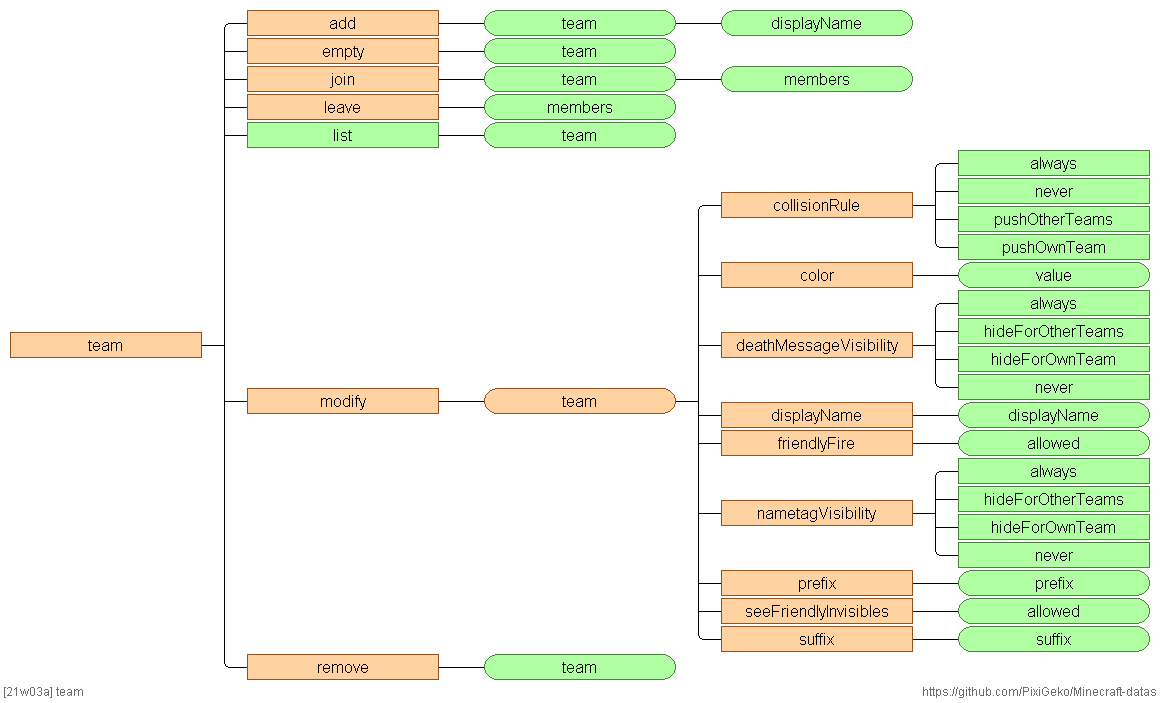 add team displayName
empty team
join team members
leave members
list team
always
never
collisionRule
pushOtherTeams
pushOwnTeam
color value
always
hideForOtherTeams
team deathMessageVisibility
hideForOwnTeam
never
modify team
displayName displayName
friendlyFire allowed
always
hideForOtherTeams
nametagVisibility
hideForOwnTeam
never
prefix prefix
seeFriendlyInvisibles allowed
suffix suffix
remove team
[21w03a] team https://github.com/PixiGeko/Minecraft-datas